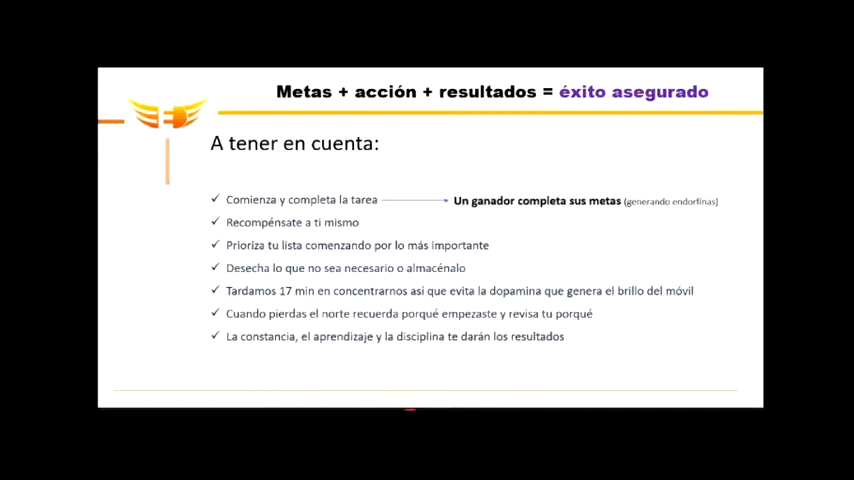 Metas + acción + resultados = éxito asegurado
A tener en cuenta:
✓ Comienza y completa la tarea → Un ganador completa sus metas (generando endorfinas)
✓ Recompénsate a ti mismo
✓ Prioriza tu lista comenzando por lo más importante
✓ Desecha lo que no sea necesario o almacénalo
✓ Tardamos 17 min en concentrarnos así que evita la dopamina que genera el brillo del móvil
✓ Cuando pierdas el norte recuerda porqué empezaste y revisa tu porqué
✓ La constancia, el aprendizaje y la disciplina te darán los resultados